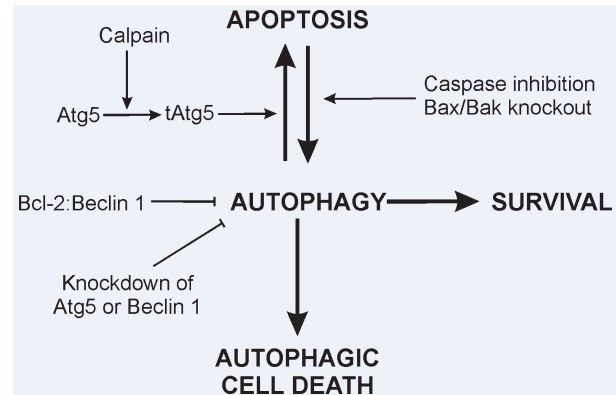 APOPTOSIS
Calpain
Caspase inhibition
Bax/Bak knockout
Atg5
tAtg5
Bcl-2:Beclin 1
AUTOPHAGY
SURVIVAL
Knockdown of
Atg5 or Beclin 1
AUTOPHAGIC
CELL DEATH